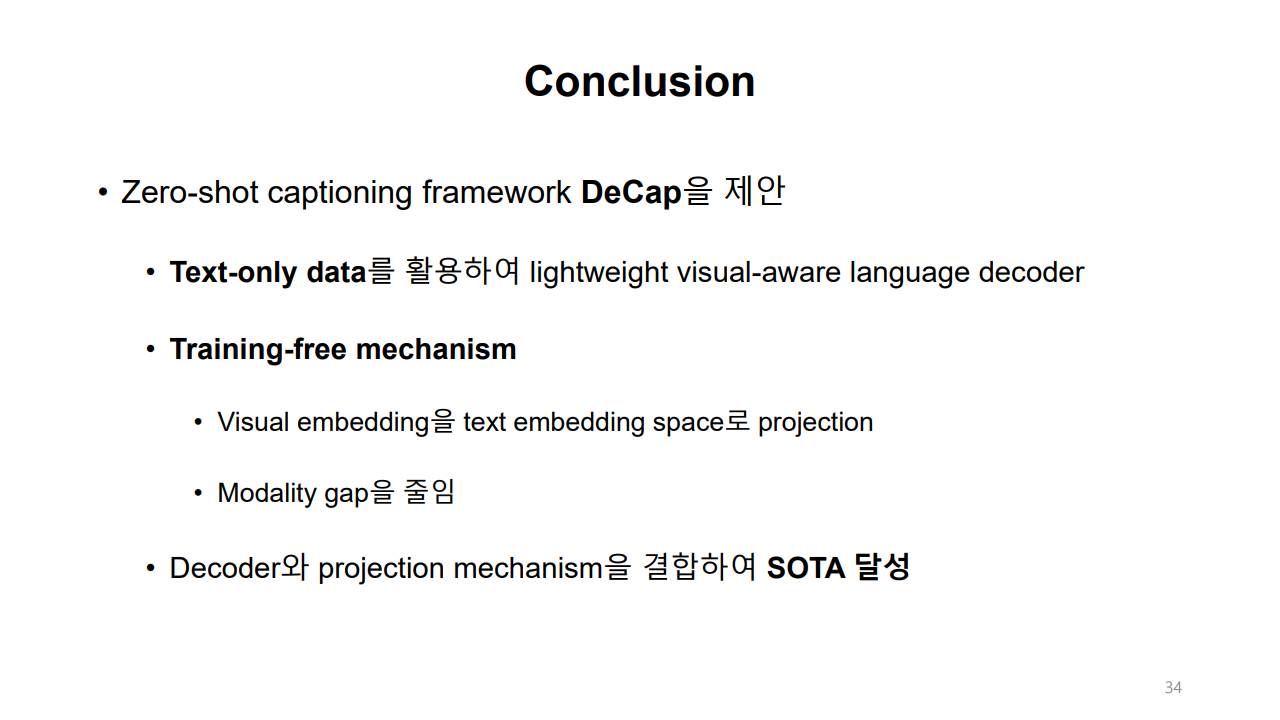 Conclusion
• Zero-shot captioning framework DeCap을 제안
• Text-only data를 활용하여 lightweight visual-aware language decoder
• Training-free mechanism
• Visual embedding을 text embedding space로 projection
• Modality gap을 줄임
• Decoder와 projection mechanism을 결합하여 SOTA 달성
34